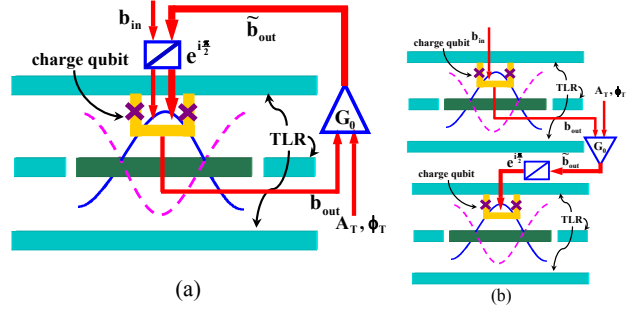 b_in
b̃_out
e^{iπ/2}
charge qubit
G_0
TLR
b_out
A_T, ϕ_T
(a)
b_in
charge qubit
A_T, ϕ_T
TLR
b_out
G_0
e^{iπ/2}
b̃_out
charge qubit
TLR
(b)